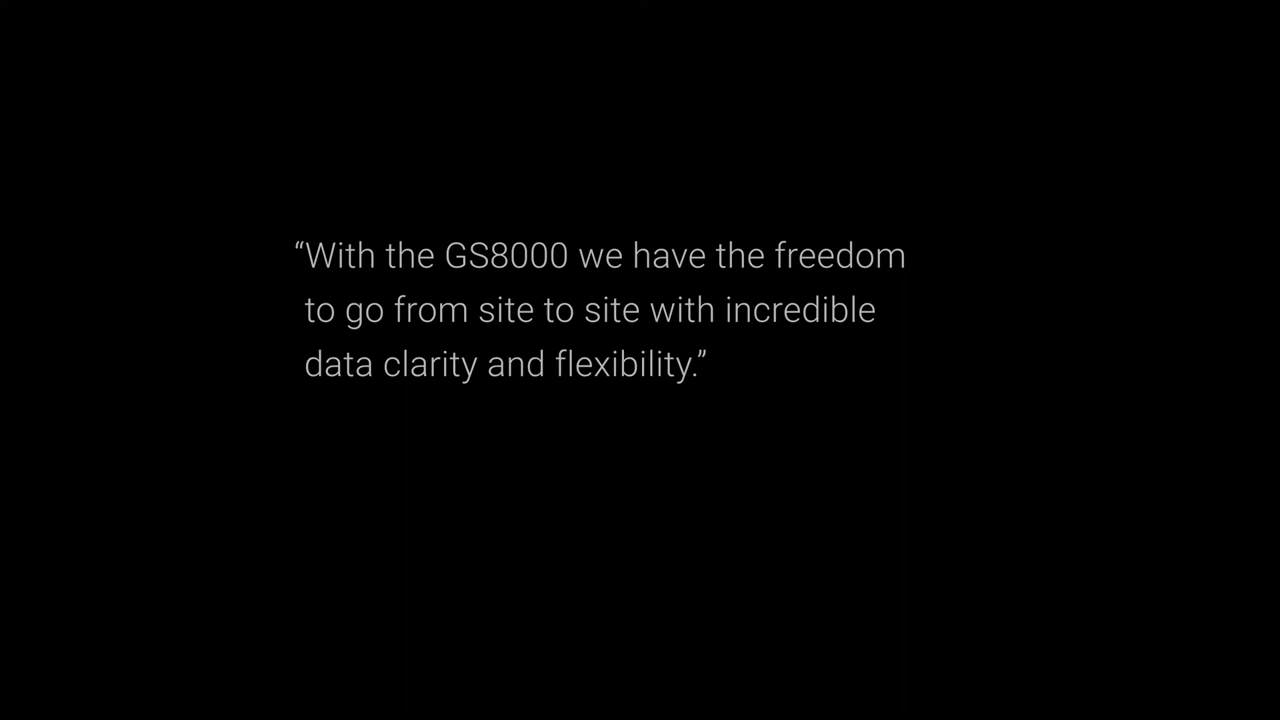 “With the GS8000 we have the freedom
to go from site to site with incredible
data clarity and flexibility.”